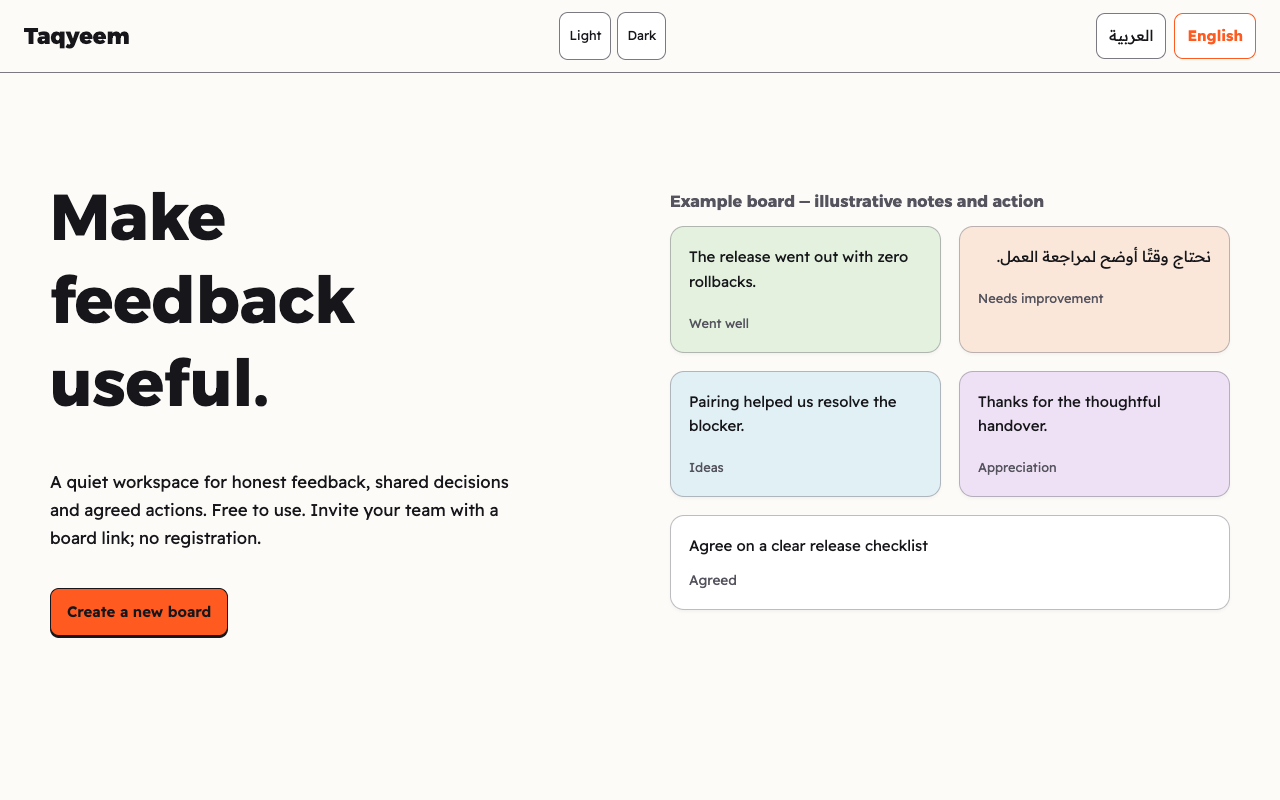 Taqyeem
Light
Dark
العربية
English
Make
feedback
useful.
A quiet workspace for honest feedback, shared decisions
and agreed actions. Free to use. Invite your team with a
board link; no registration.
Create a new board
Example board — illustrative notes and action
The release went out with zero
rollbacks.
Went well
نحتاج وقتًا أوضح لمراجعة العمل.
Needs improvement
Pairing helped us resolve the
blocker.
Ideas
Thanks for the thoughtful
handover.
Appreciation
Agree on a clear release checklist
Agreed